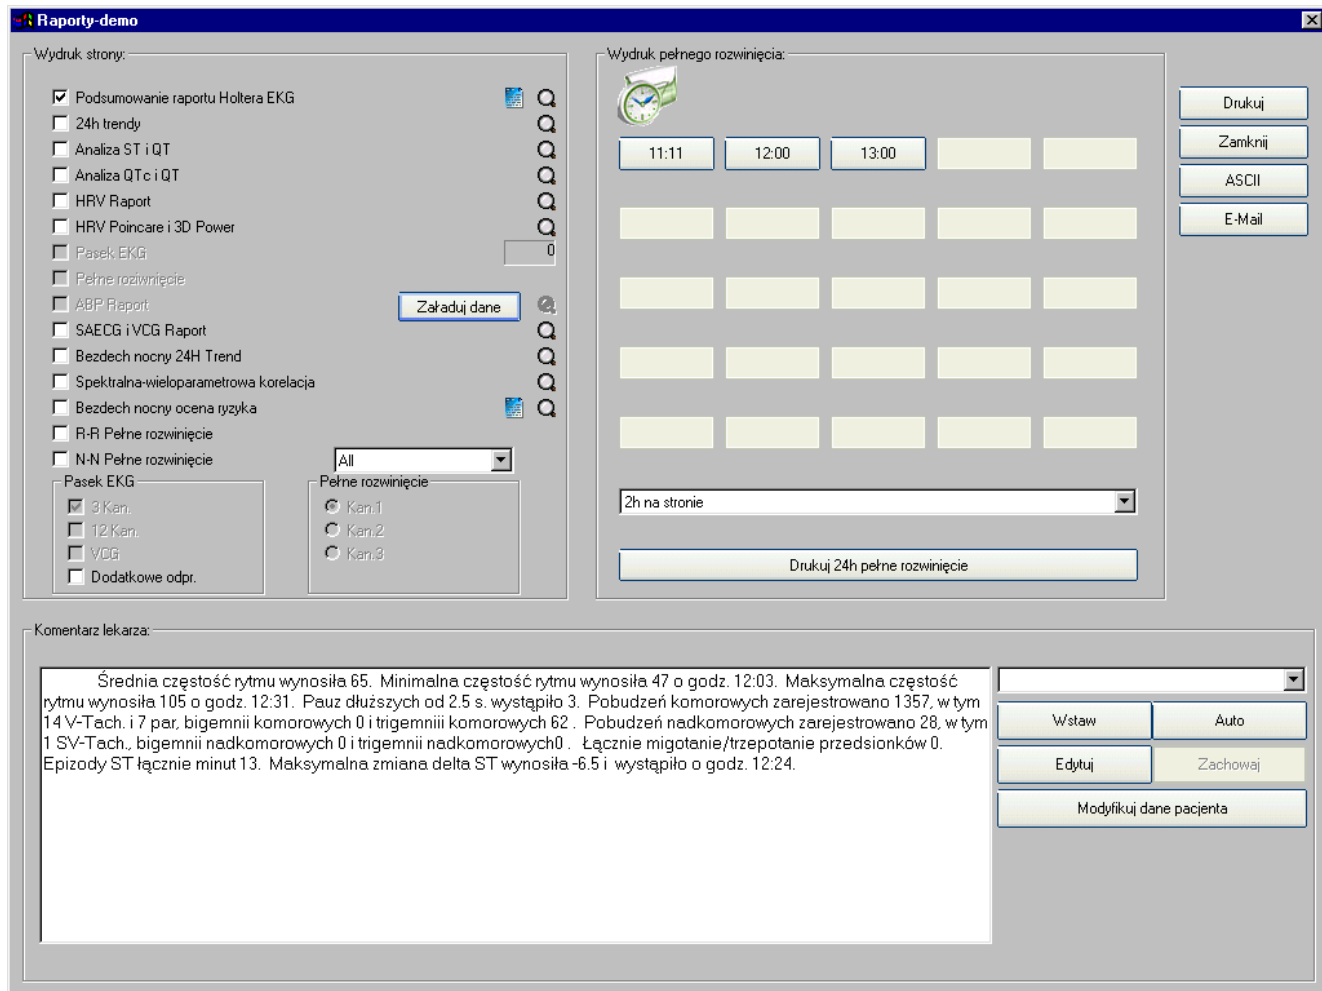 Raporty-demo
Wydruk strony:
Podsumowanie raportu Holtera EKG
24h trendy
Analiza ST i QT
Analiza QTc i QT
HRV Raport
HRV Poincare i 3D Power
Pasek EKG 0
Pełne roziwnięcie
ABP Raport Załaduj dane
SAECG i VCG Raport
Bezdech nocny 24H Trend
Spektralna-wieloparametrowa korelacja
Bezdech nocny ocena ryzyka
R-R Pełne rozwinięcie
N-N Pełne rozwinięcie All
Pasek EKG
3 Kan.
12 Kan.
VCG
Dodatkowe odpr.
Pełne rozwinięcie
Kan.1
Kan.2
Kan.3
Wydruk pełnego rozwinięcia:
11:11 12:00 13:00
2h na stronie
Drukuj 24h pełne rozwinięcie
Drukuj
Zamknij
ASCII
E-Mail
Komentarz lekarza:
Średnia częstość rytmu wynosiła 65. Minimalna częstość rytmu wynosiła 47 o godz. 12:03. Maksymalna częstość
rytmu wynosiła 105 o godz. 12:31. Pauz dłuższych od 2.5 s. wystąpiło 3. Pobudzeń komorowych zarejestrowano 1357, w tym
14 V-Tach. i 7 par, bigemnii komorowych 0 i trigemniii komorowych 62 . Pobudzeń nadkomorowych zarejestrowano 28, w tym
1 SV-Tach., bigemnii nadkomorowych 0 i trigemnii nadkomorowych0 . Łącznie migotanie/trzepotanie przedsionków 0.
Epizody ST łącznie minut 13. Maksymalna zmiana delta ST wynosiła -6.5 i wystąpiło o godz. 12:24.
Wstaw Auto
Edytuj Zachowaj
Modyfikuj dane pacjenta